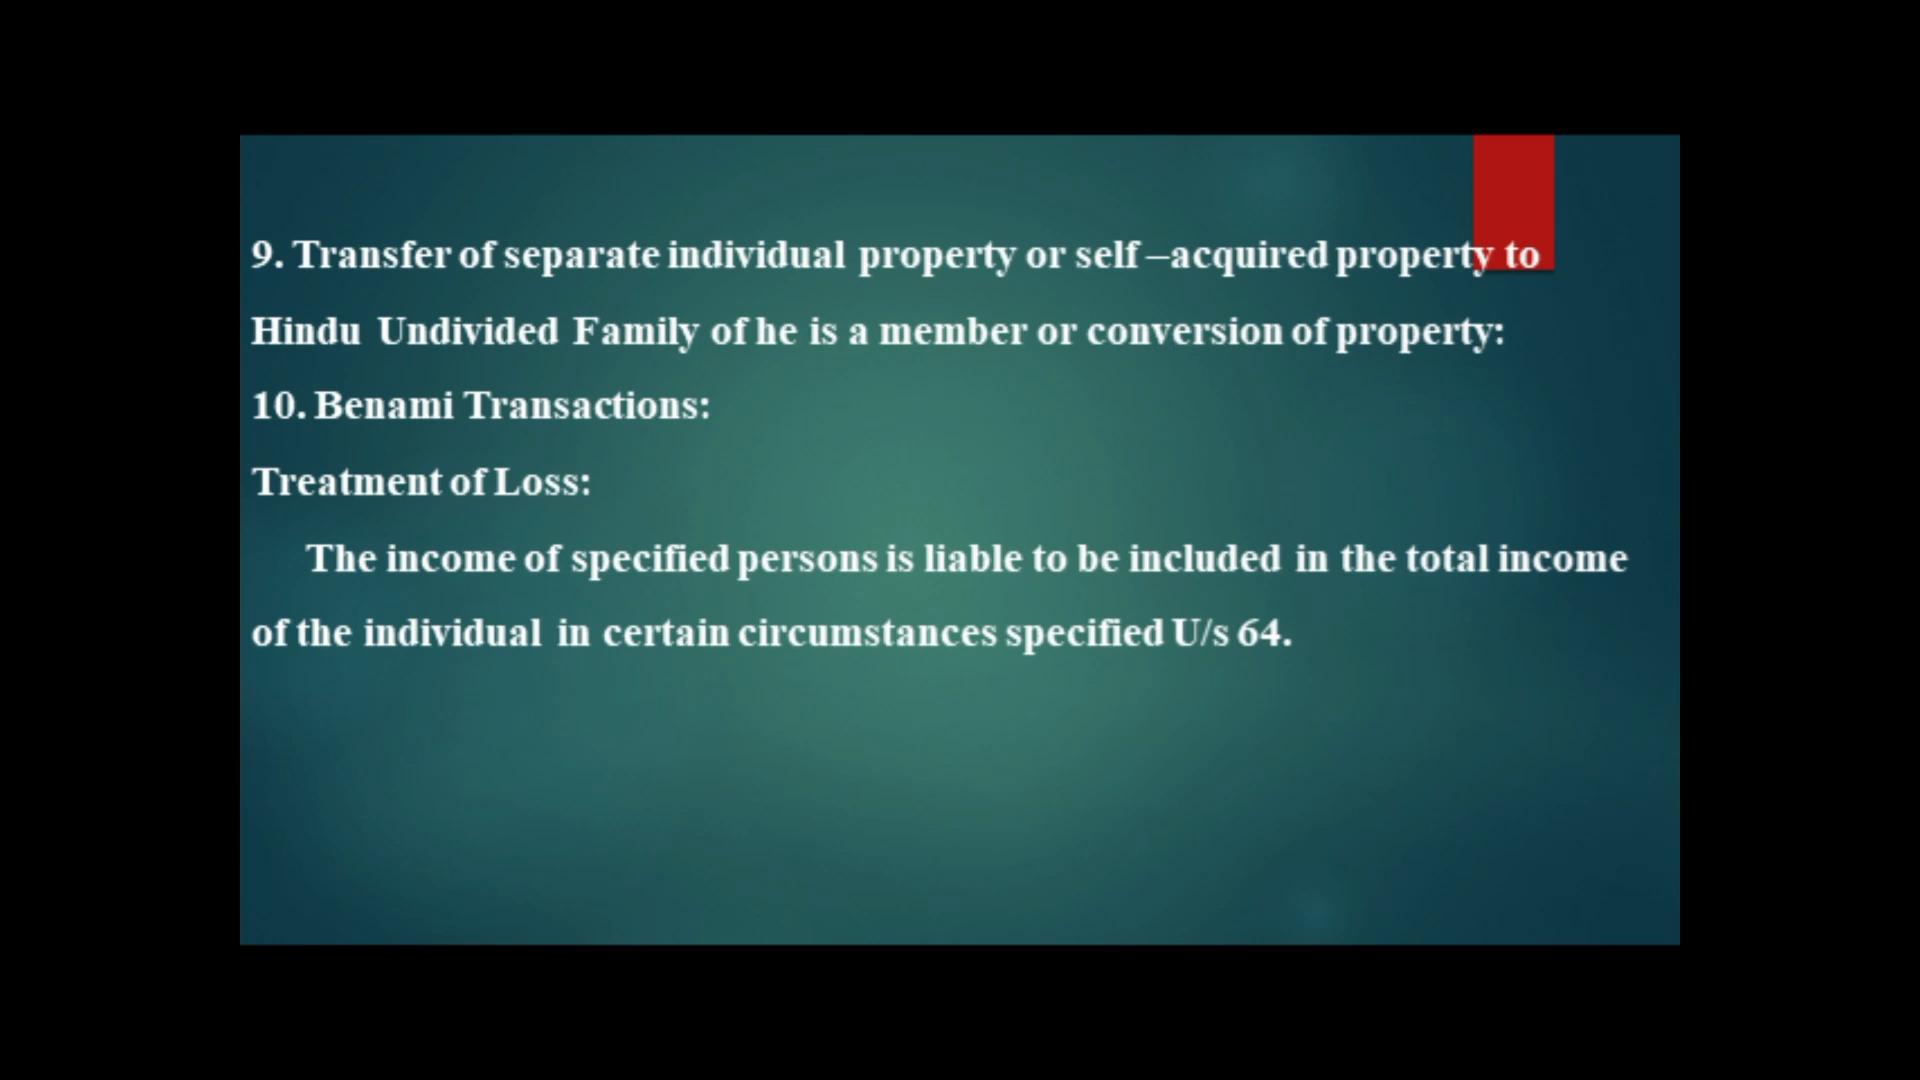 9. Transfer of separate individual property or self –acquired property to
Hindu Undivided Family of he is a member or conversion of property:
10. Benami Transactions:
Treatment of Loss:
The income of specified persons is liable to be included in the total income
of the individual in certain circumstances specified U/s 64.